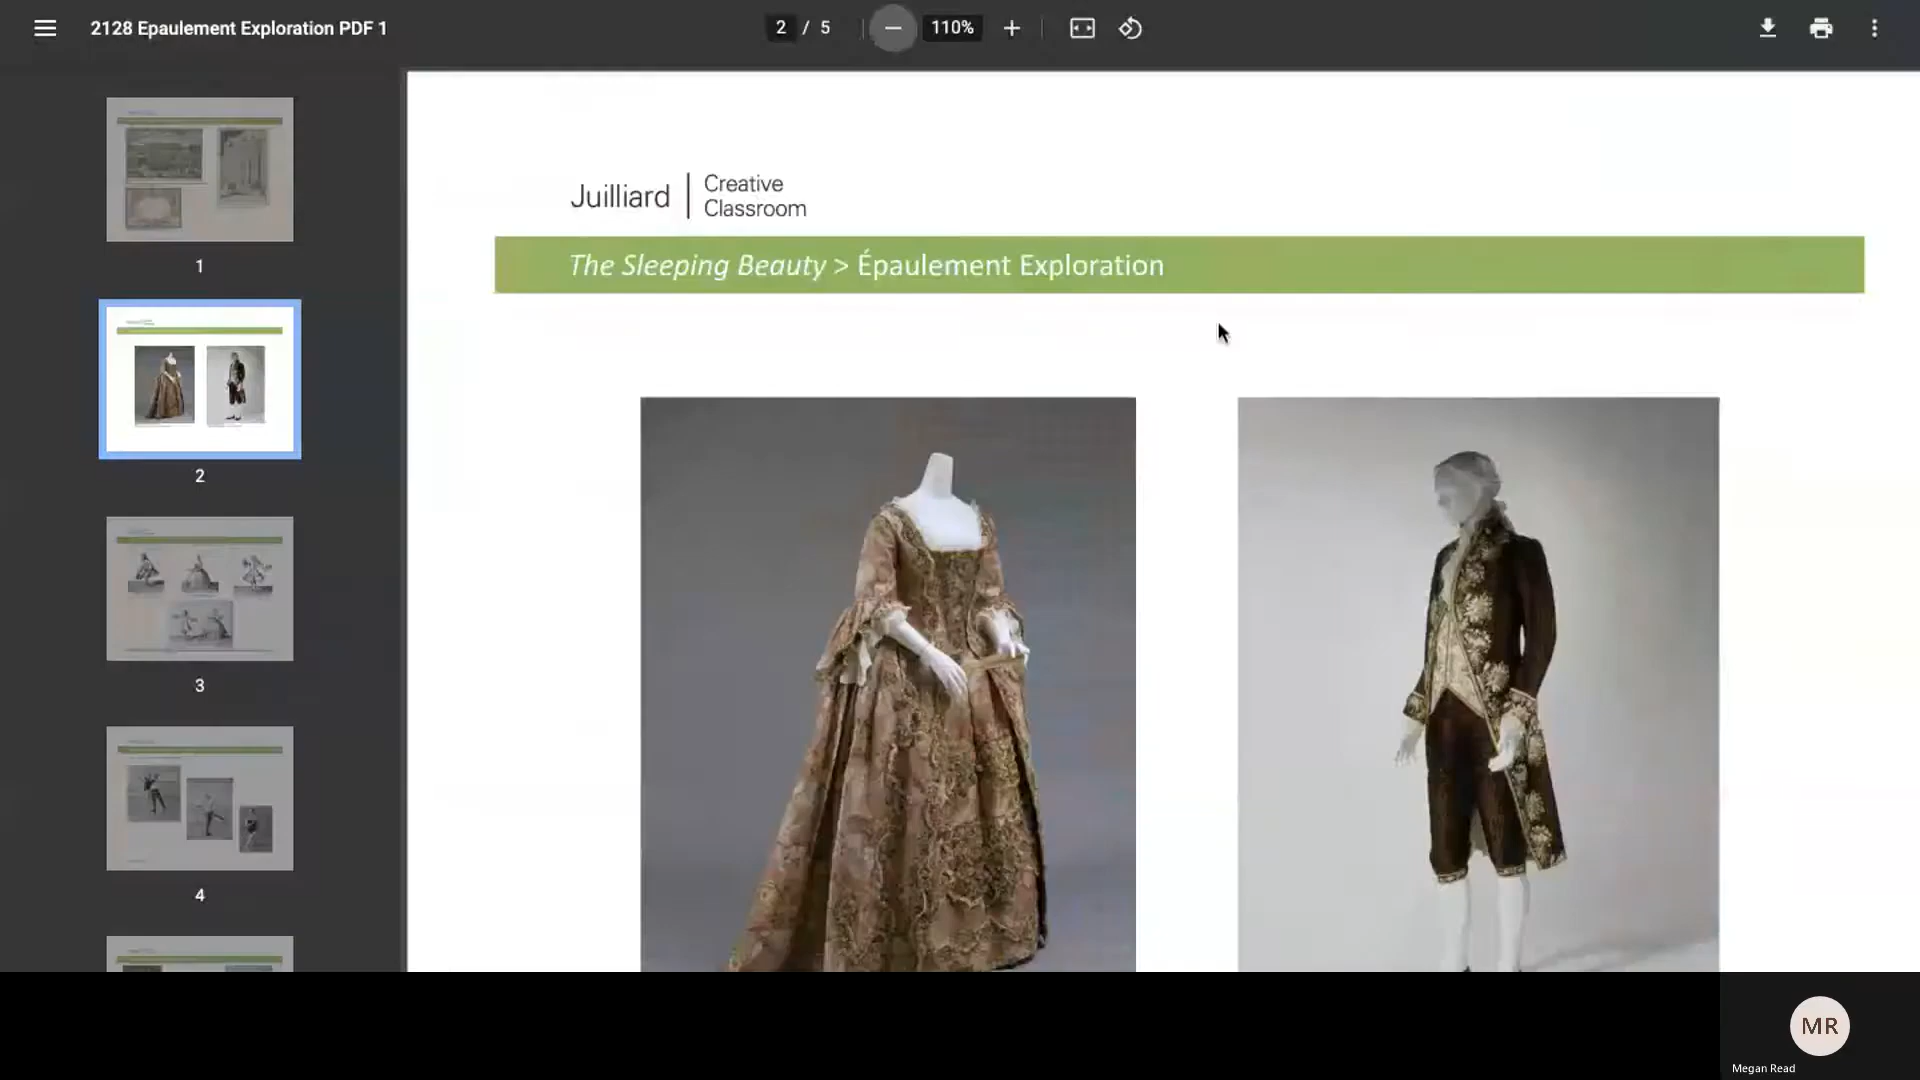 2128 Epaulement Exploration PDF 1
2 / 5
110%
Juilliard
Creative
Classroom
The Sleeping Beauty > Épaulement Exploration
1
2
3
4
MR
Megan Read